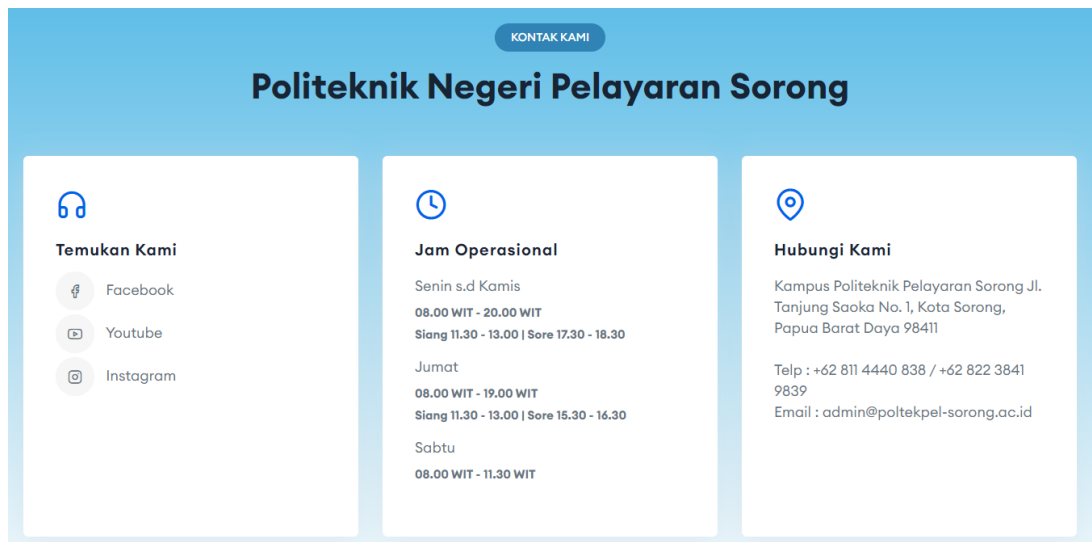 KONTAK KAMI
Politeknik Negeri Pelayaran Sorong
Temukan Kami
Facebook
Youtube
Instagram
Jam Operasional
Senin s.d Kamis
08.00 WIT - 20.00 WIT
Siang 11.30 - 13.00 | Sore 17.30 - 18.30
Jumat
08.00 WIT - 19.00 WIT
Siang 11.30 - 13.00 | Sore 15.30 - 16.30
Sabtu
08.00 WIT - 11.30 WIT
Hubungi Kami
Kampus Politeknik Pelayaran Sorong Jl.
Tanjung Saoka No. 1, Kota Sorong,
Papua Barat Daya 98411
Telp : +62 811 4440 838 / +62 822 3841
9839
Email : admin@poltekpel-sorong.ac.id